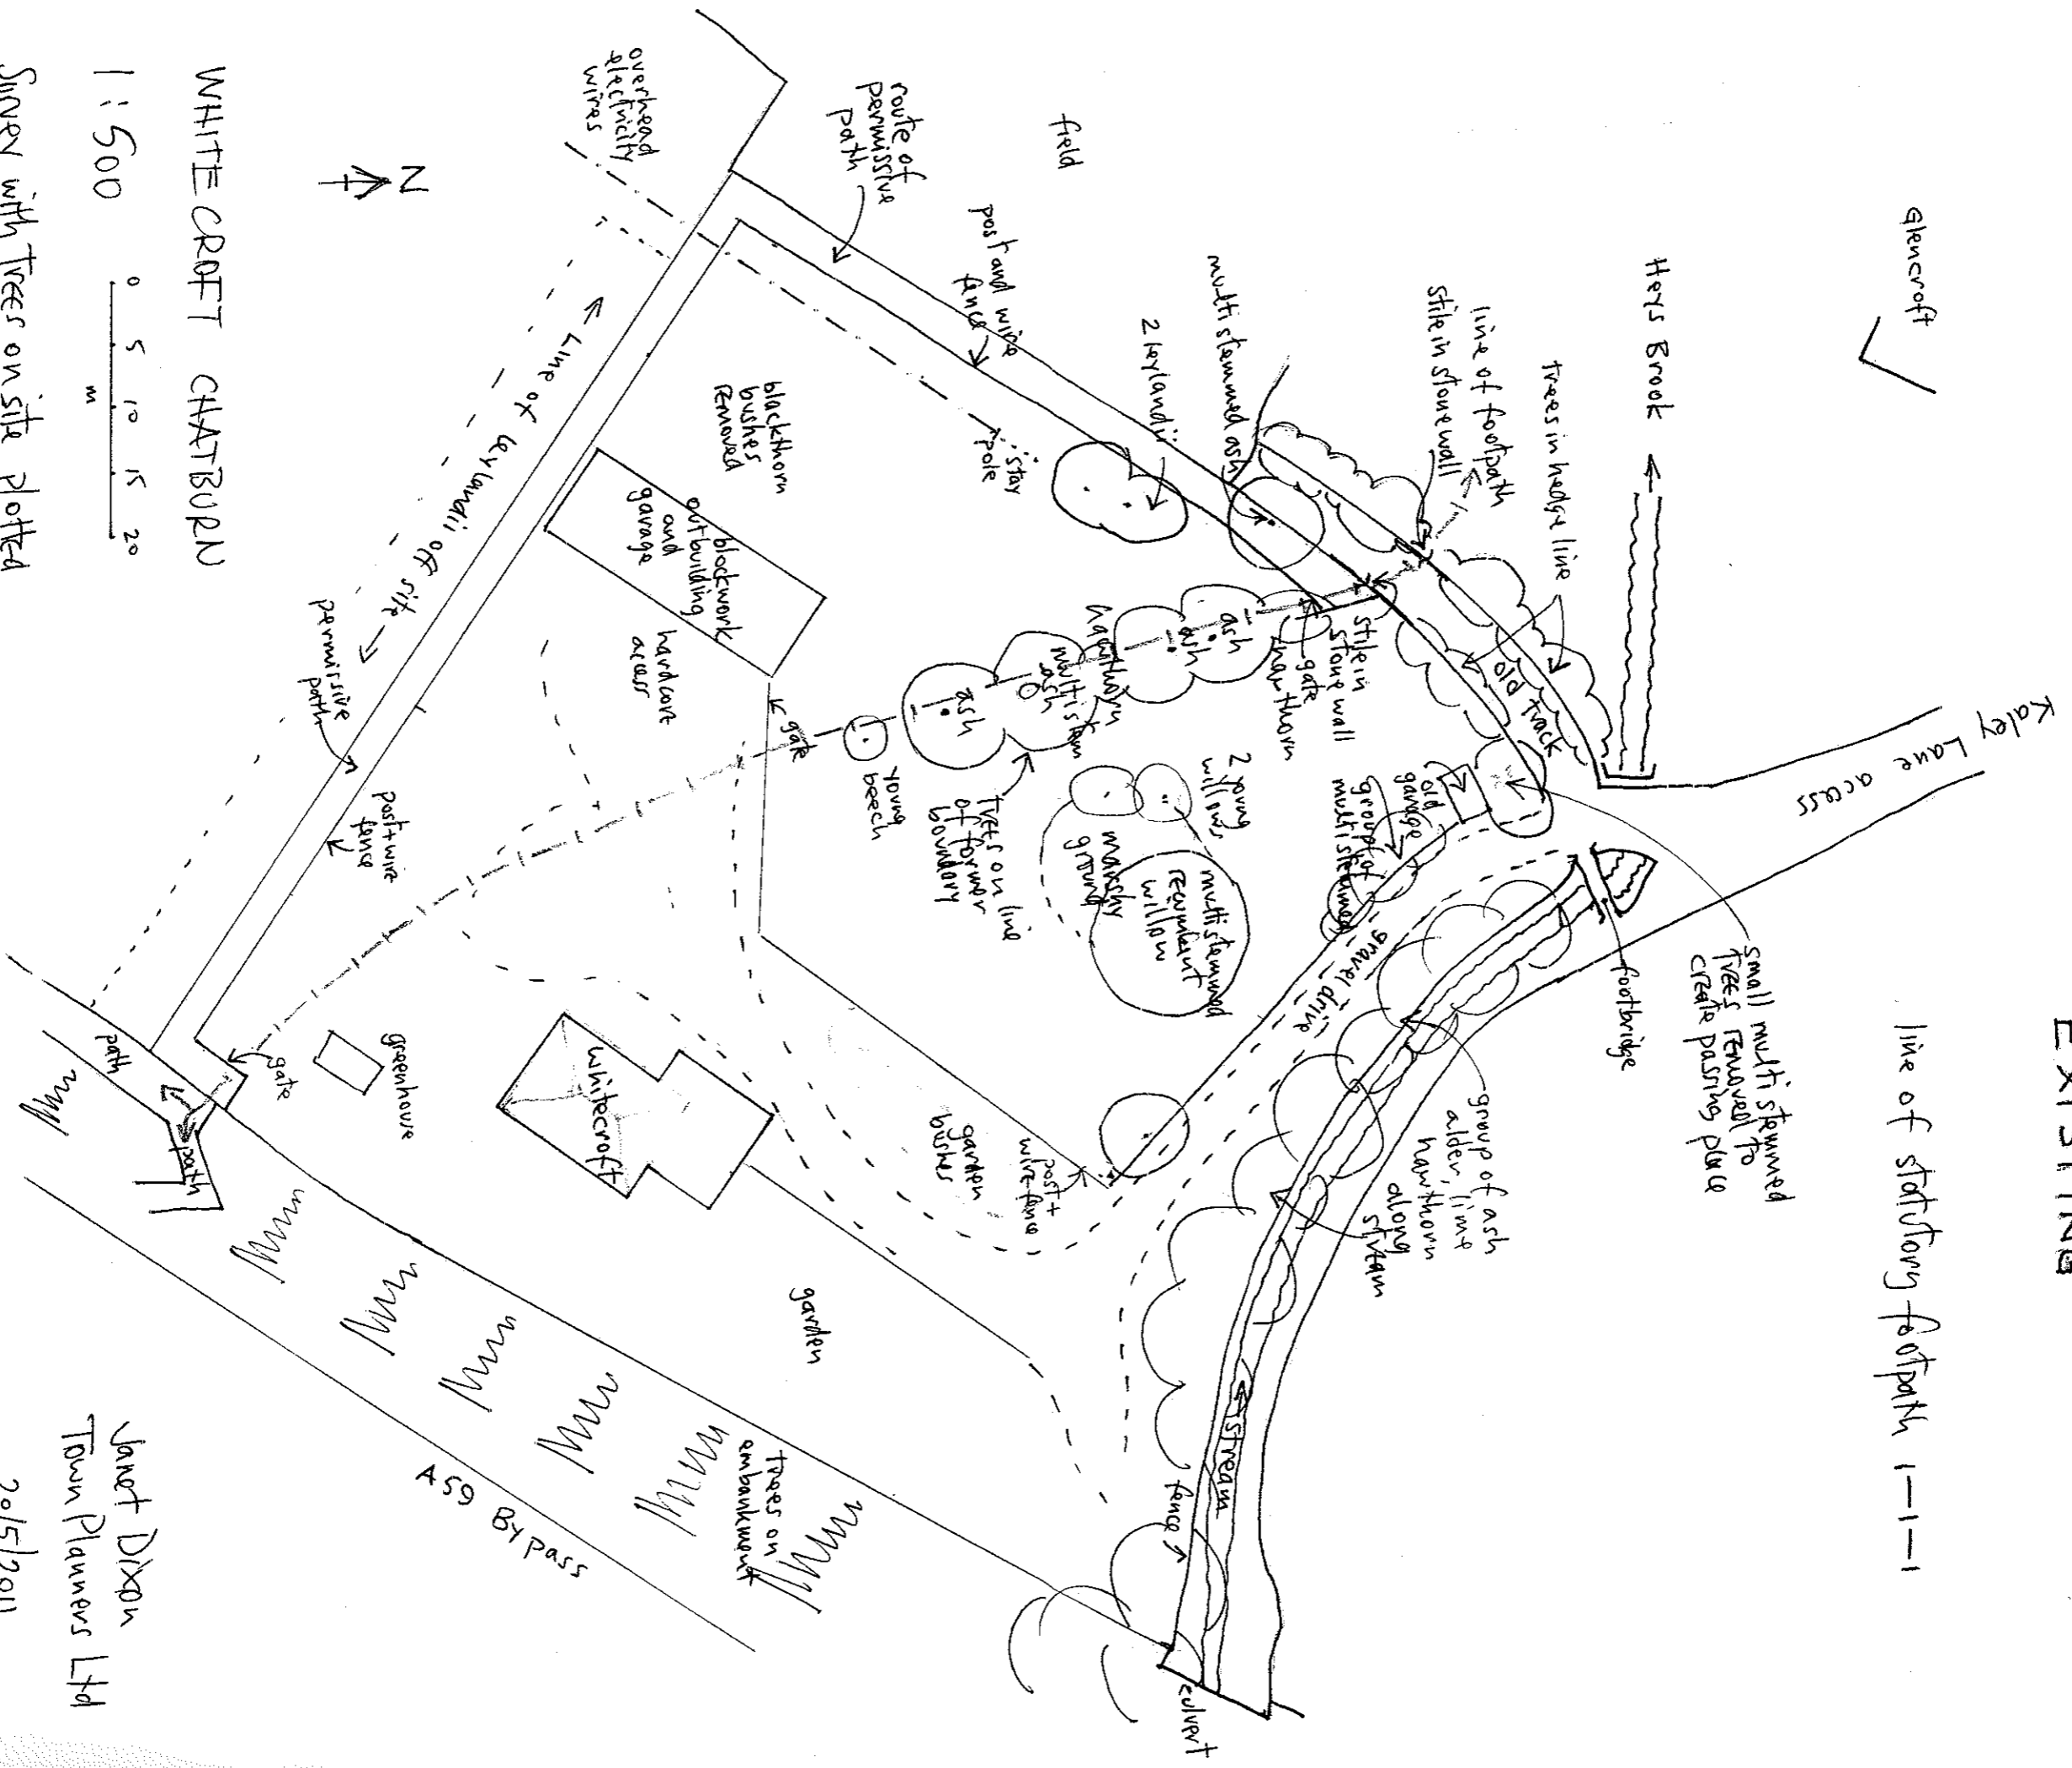 EXISTING
line of statutory footpath
Kaley Lane access
Glencroft
Heys Brook
small multi stemmed
trees removed to
create passing place
footbridge
trees in hedge line
old track
line of footpath
stile in stone wall
old
garage
group of
multi stemmed
gravel drive
stile in
stone wall
gate
hawthorn
multi stemmed ash
2 leylandii
ash
ash
hawthorn
multi stem
ash
ash
2 young
willows
multi stemmed
recumbent
willow
marshy
ground
trees on line
of former
boundary
young
beech
group of ash
alder, lime
hawthorn
along
stream
stream
fence
culvert
field
post and wire
fence
stay
pole
route of
permissive
path
blackthorn
bushes
removed
blockwork
outbuilding
and
garage
hardcore
access
gate
post +
wire fence
garden
bushes
garden
trees on
embankment
Whitecroft
overhead
electricity
wires
Line of leylandii off site
permissive
path
post + wire
fence
greenhouse
gate
path
path
A59 Bypass
N
WHITECROFT CHATBURN
1:500
0 5 10 15 20
m
Survey with Trees on site plotted
Janet Dixon
Town Planners Ltd
20/5/2011